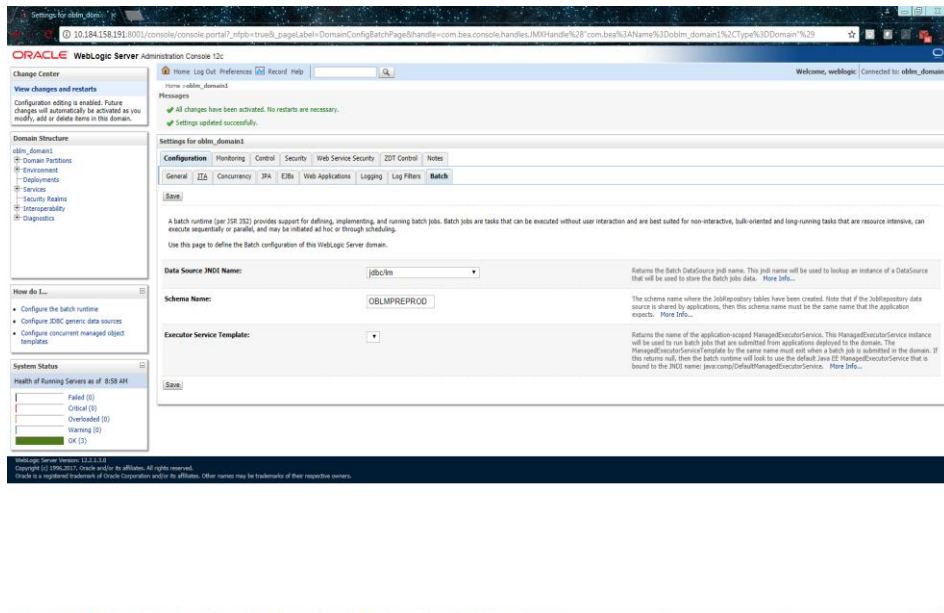 Settings for oblm_dom...
10.184.158.191:8001/console/console.portal?_nfpb=true&_pageLabel=DomainConfigBatchPage&handle=com.bea.console.handles.JMXHandle%28"com.bea%3AName%3Doblm_domain1%2CType%3DDomain"%29
ORACLE WebLogic Server Administration Console 12c
Change Center
View changes and restarts
Configuration editing is enabled. Future
changes will automatically be activated as you
modify, add or delete items in this domain.
Domain Structure
oblm_domain1
Domain Partitions
Environment
Deployments
Services
Security Realms
Interoperability
Diagnostics
How do I...
Configure the batch runtime
Configure JDBC generic data sources
Configure concurrent managed object
templates
System Status
Health of Running Servers as of 8:58 AM
Failed (0)
Critical (0)
Overloaded (0)
Warning (0)
OK (3)
Home Log Out Preferences Record Help
Welcome, weblogic Connected to: oblm_domain
Home >oblm_domain1
Messages
All changes have been activated. No restarts are necessary.
Settings updated successfully.
Settings for oblm_domain1
Configuration Monitoring Control Security Web Service Security ZDT Control Notes
General JTA Concurrency JPA EJBs Web Applications Logging Log Filters Batch
Save
A batch runtime (per JSR 352) provides support for defining, implementing, and running batch jobs. Batch jobs are tasks that can be executed without user interaction and are best suited for non-interactive, bulk-oriented and long-running tasks that are resource intensive, can
execute sequentially or parallel, and may be initiated ad hoc or through scheduling.
Use this page to define the Batch configuration of this WebLogic Server domain.
Data Source JNDI Name:
jdbc/lm
Returns the Batch DataSource jndi name. This jndi name will be used to lookup an instance of a DataSource
that will be used to store the Batch jobs data. More Info...
Schema Name:
OBLMPREPROD
The schema name where the JobRepository tables have been created. Note that if the JobRepository data
source is shared by applications, then this schema name must be the same name that the application
expects. More Info...
Executor Service Template:
Returns the name of the application-scoped ManagedExecutorService. This ManagedExecutorService instance
will be used to run batch jobs that are submitted from applications deployed to the domain. The
ManagedExecutorServiceTemplate by the same name must exit when a batch job is submitted in the domain. If
this returns null, then the batch runtime will look to use the default Java EE ManagedExecutorService that is
bound to the JNDI name: java:comp/DefaultManagedExecutorService. More Info...
Save
WebLogic Server Version: 12.2.1.3.0
Copyright (c) 1996,2017, Oracle and/or its affiliates. All rights reserved.
Oracle is a registered trademark of Oracle Corporation and/or its affiliates. Other names may be trademarks of their respective owners.